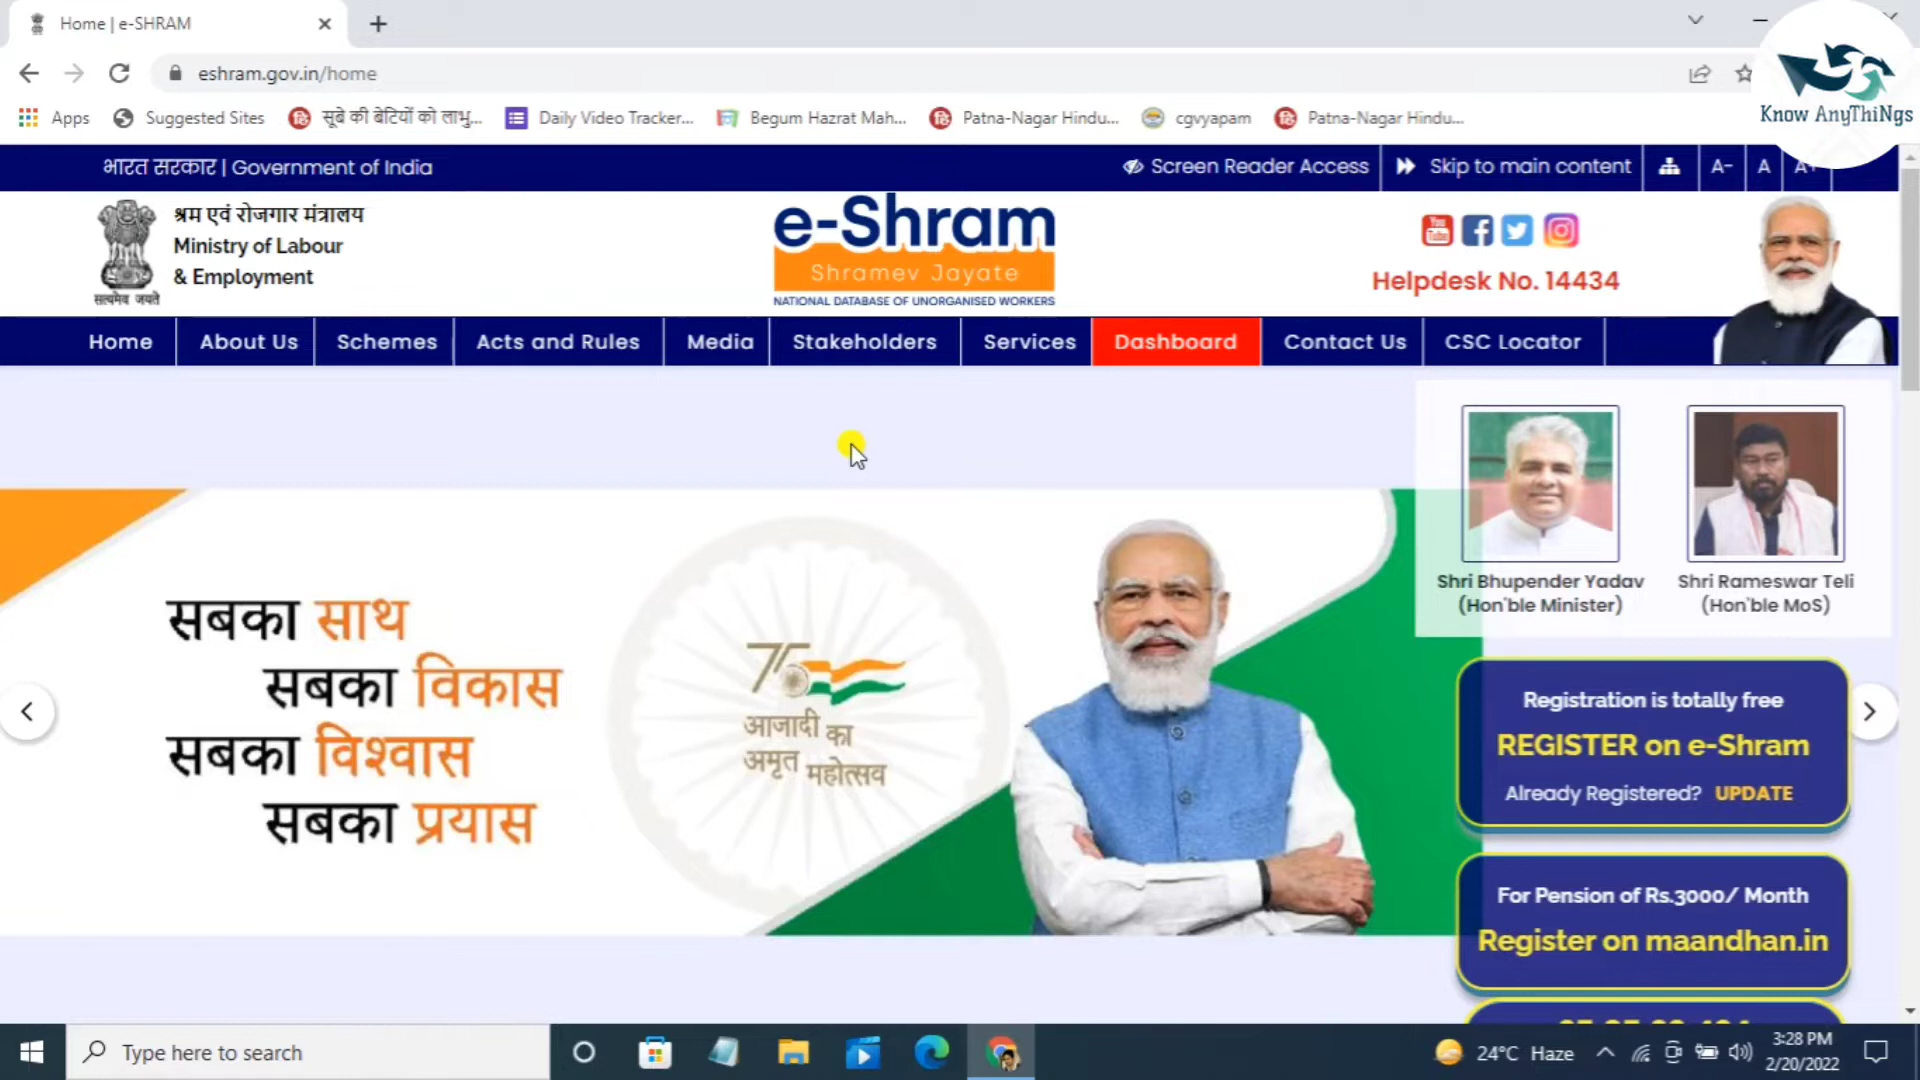 Home | e-SHRAM
eshram.gov.in/home
Know AnyThiNgs
Apps
Suggested Sites
सूबे की बेटियों को लाभु...
Daily Video Tracker...
Begum Hazrat Mah...
Patna-Nagar Hindu...
cgvyapam
Patna-Nagar Hindu...
भारत सरकार | Government of India
Screen Reader Access
Skip to main content
A-
A
श्रम एवं रोजगार मंत्रालय
Ministry of Labour
& Employment
सत्यमेव जयते
e-Shram
Shramev Jayate
NATIONAL DATABASE OF UNORGANISED WORKERS
You Tube
Helpdesk No. 14434
Home
About Us
Schemes
Acts and Rules
Media
Stakeholders
Services
Dashboard
Contact Us
CSC Locator
सबका साथ
सबका विकास
सबका विश्वास
सबका प्रयास
75
आजादी का
अमृत महोत्सव
Shri Bhupender Yadav
(Hon'ble Minister)
Shri Rameswar Teli
(Hon'ble MoS)
Registration is totally free
REGISTER on e-Shram
Already Registered? UPDATE
For Pension of Rs.3000/ Month
Register on maandhan.in
Type here to search
24°C Haze
3:28 PM
2/20/2022